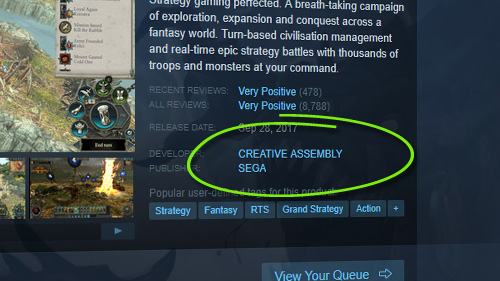 Strategy gaming perfected. A breath-taking campaign
of exploration, expansion and conquest across a
fantasy world. Turn-based civilisation management
and real-time epic strategy battles with thousands of
troops and monsters at your command.
RECENT REVIEWS: Very Positive (478)
ALL REVIEWS: Very Positive (8,788)
RELEASE DATE: Sep 28, 2017
DEVELOPER: CREATIVE ASSEMBLY
PUBLISHER: SEGA
Popular user-defined tags for this product:
Strategy Fantasy RTS Grand Strategy Action +
View Your Queue
End turn